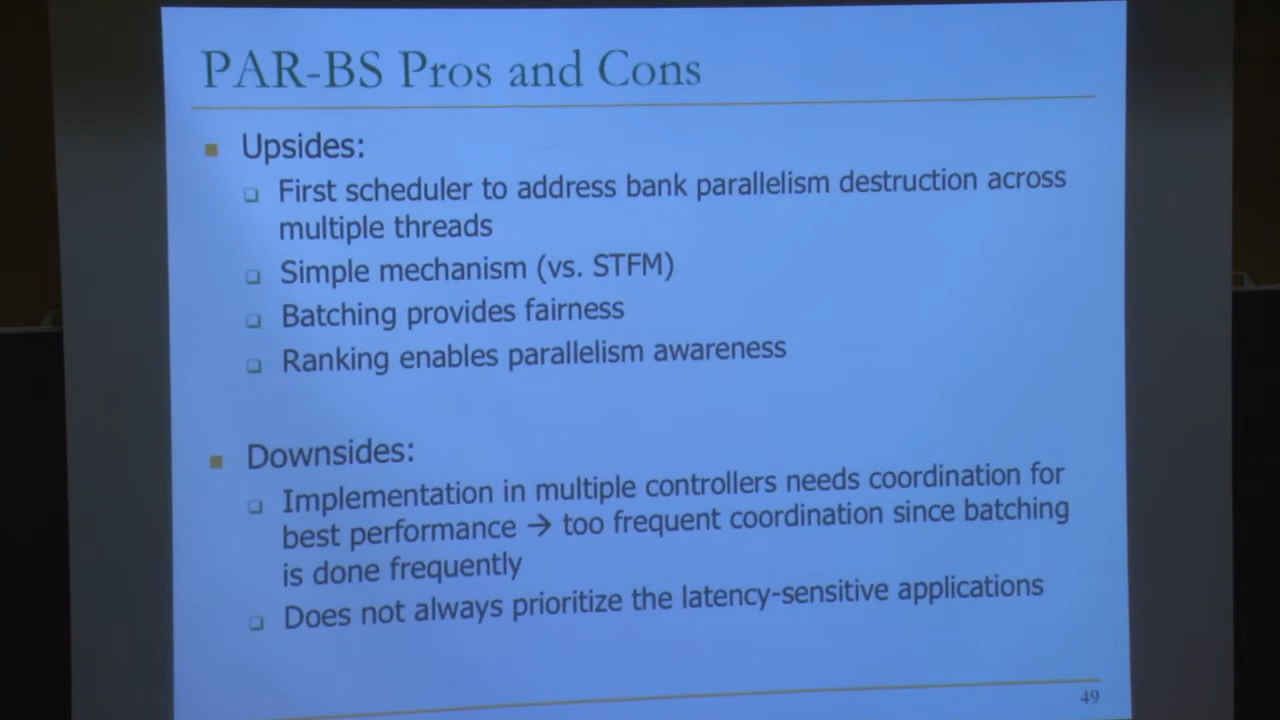 PAR-BS Pros and Cons
Upsides:
First scheduler to address bank parallelism destruction across
multiple threads
Simple mechanism (vs. STFM)
Batching provides fairness
Ranking enables parallelism awareness
Downsides:
Implementation in multiple controllers needs coordination for
best performance → too frequent coordination since batching
is done frequently
Does not always prioritize the latency-sensitive applications
49